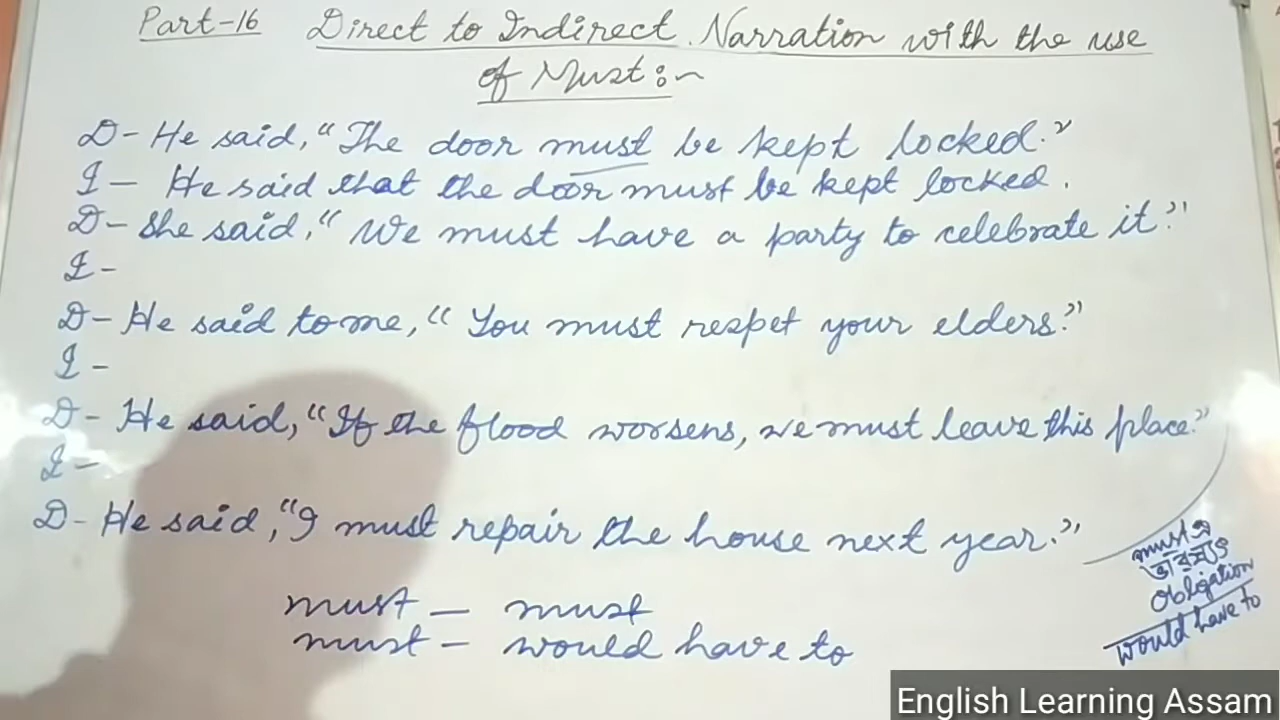 Part-16 Direct to Indirect Narration with the use
of Must:~
D- He said, "The door must be kept locked."
I- He said that the door must be kept locked.
D- She said, "We must have a party to celebrate it."
I-
D- He said to me, "You must respet your elders."
I-
D- He said, "If the flood worsens, we must leave this place."
I-
D- He said, "I must repair the house next year."
must এ
ভবিষ্যৎ
Obligation
would have to
must - must
must - would have to
English Learning Assam